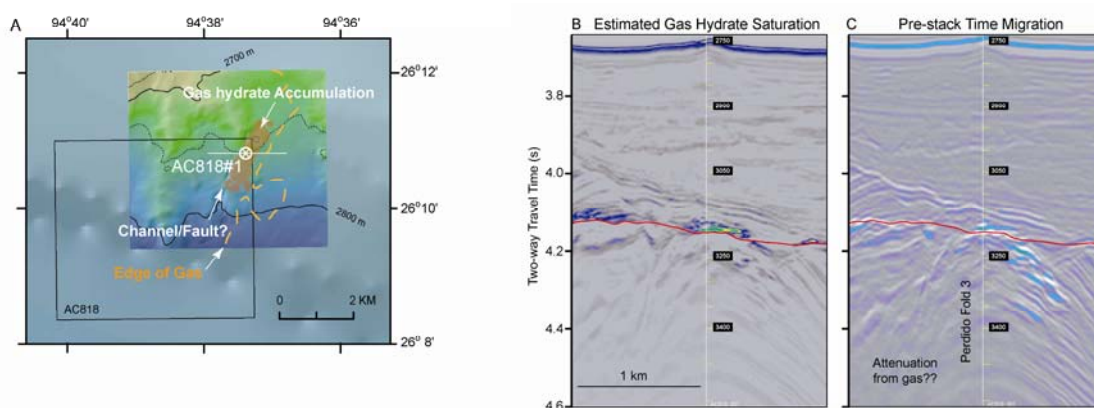 A
94° 40'
94° 38'
94° 36'
2700 m
26° 12'
Gas hydrate Accumulation
AC818#1
26° 10'
2800 m
Channel/Fault?
Edge of Gas
0 2 KM
AC818
26° 8'
B Estimated Gas Hydrate Saturation
Two-way Travel Time (s)
3.8
4.0
4.2
4.4
4.6
2750
2900
3050
3250
3400
1 km
C Pre-stack Time Migration
2750
2900
3050
3250
3400
Perdido Fold 3
Attenuation
from gas??